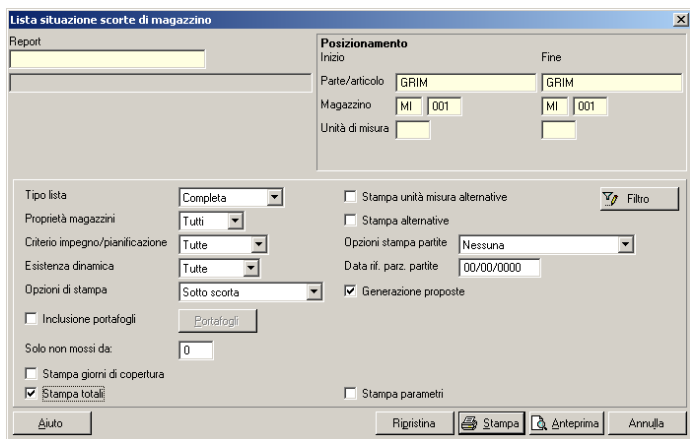 Lista situazione scorte di magazzino
Report
Posizionamento
Inizio Fine
Parte/articolo GRIM GRIM
Magazzino MI 001 MI 001
Unità di misura
Tipo lista Completa Stampa unità misura alternative Filtro
Proprietà magazzini Tutti Stampa alternative
Criterio impegno/pianificazione Tutte Opzioni stampa partite Nessuna
Esistenza dinamica Tutte Data rif. parz. partite 00/00/0000
Opzioni di stampa Sotto scorta Generazione proposte
Inclusione portafogli Portafogli
Solo non mossi da: 0
Stampa giorni di copertura
Stampa totali Stampa parametri
Aiuto Ripristina Stampa Anteprima Annulla